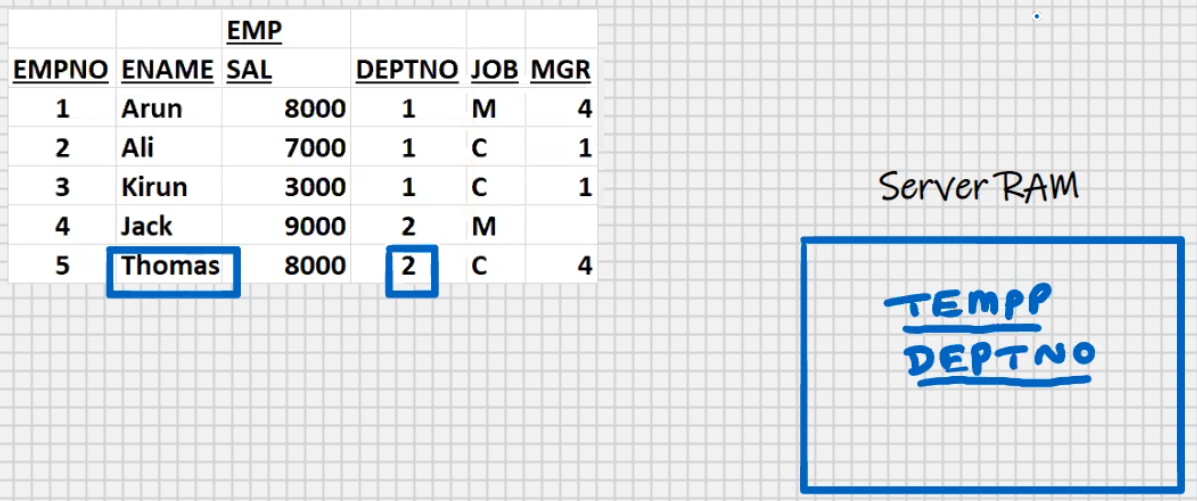 EMP
EMPNO ENAME SAL DEPTNO JOB MGR
1 Arun 8000 1 M 4
2 Ali 7000 1 C 1
3 Kirun 3000 1 C 1
4 Jack 9000 2 M
5 Thomas 8000 2 C 4
Server RAM
TEMPP
DEPTNO